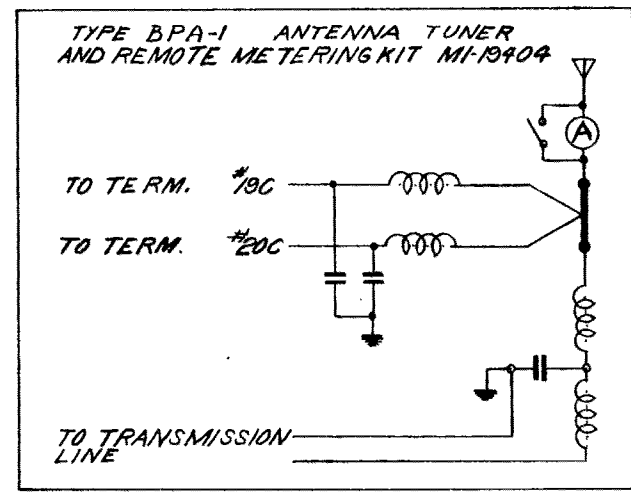 TYPE BPA-1 ANTENNA TUNER
AND REMOTE METERING KIT MI-19404
A
TO TERM. #19C
TO TERM. #20C
TO TRANSMISSION
LINE